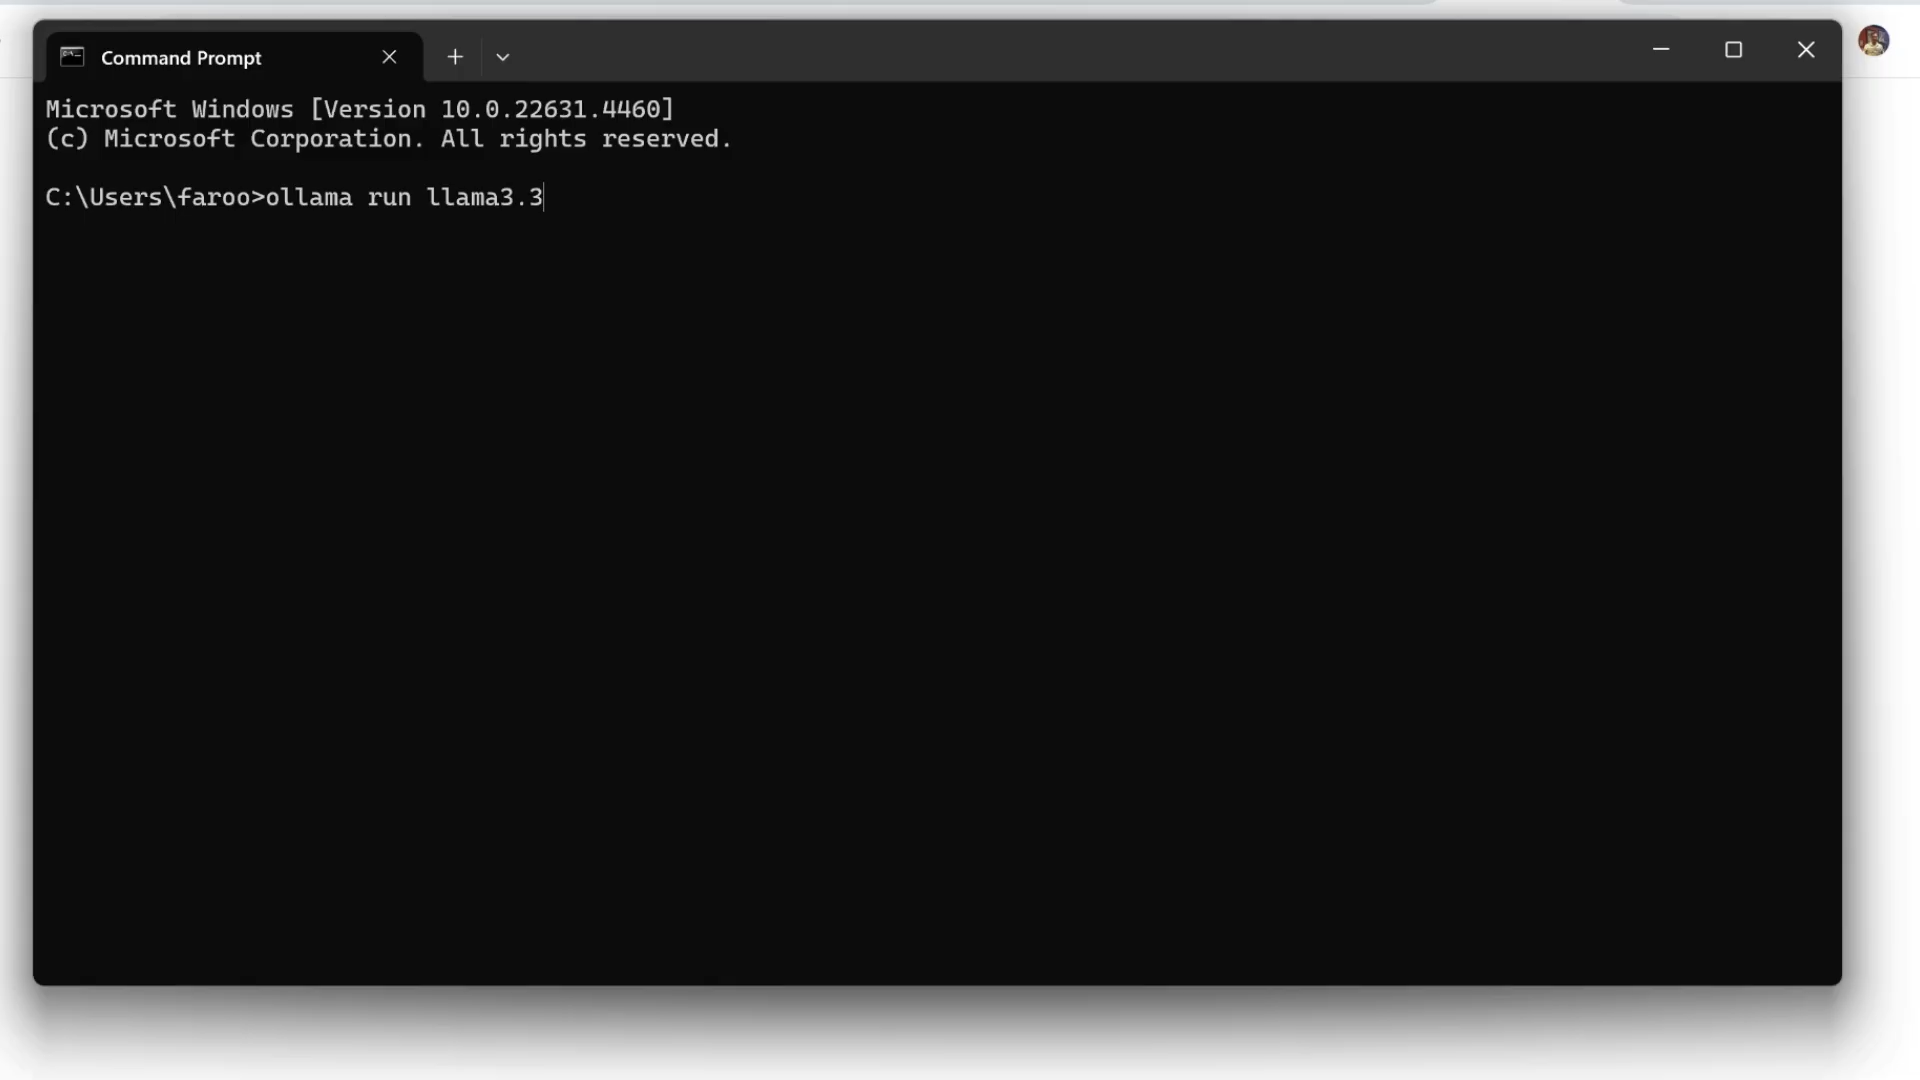 Command Prompt
Microsoft Windows [Version 10.0.22631.4460]
(c) Microsoft Corporation. All rights reserved.
C:\Users\faroo>ollama run llama3.3